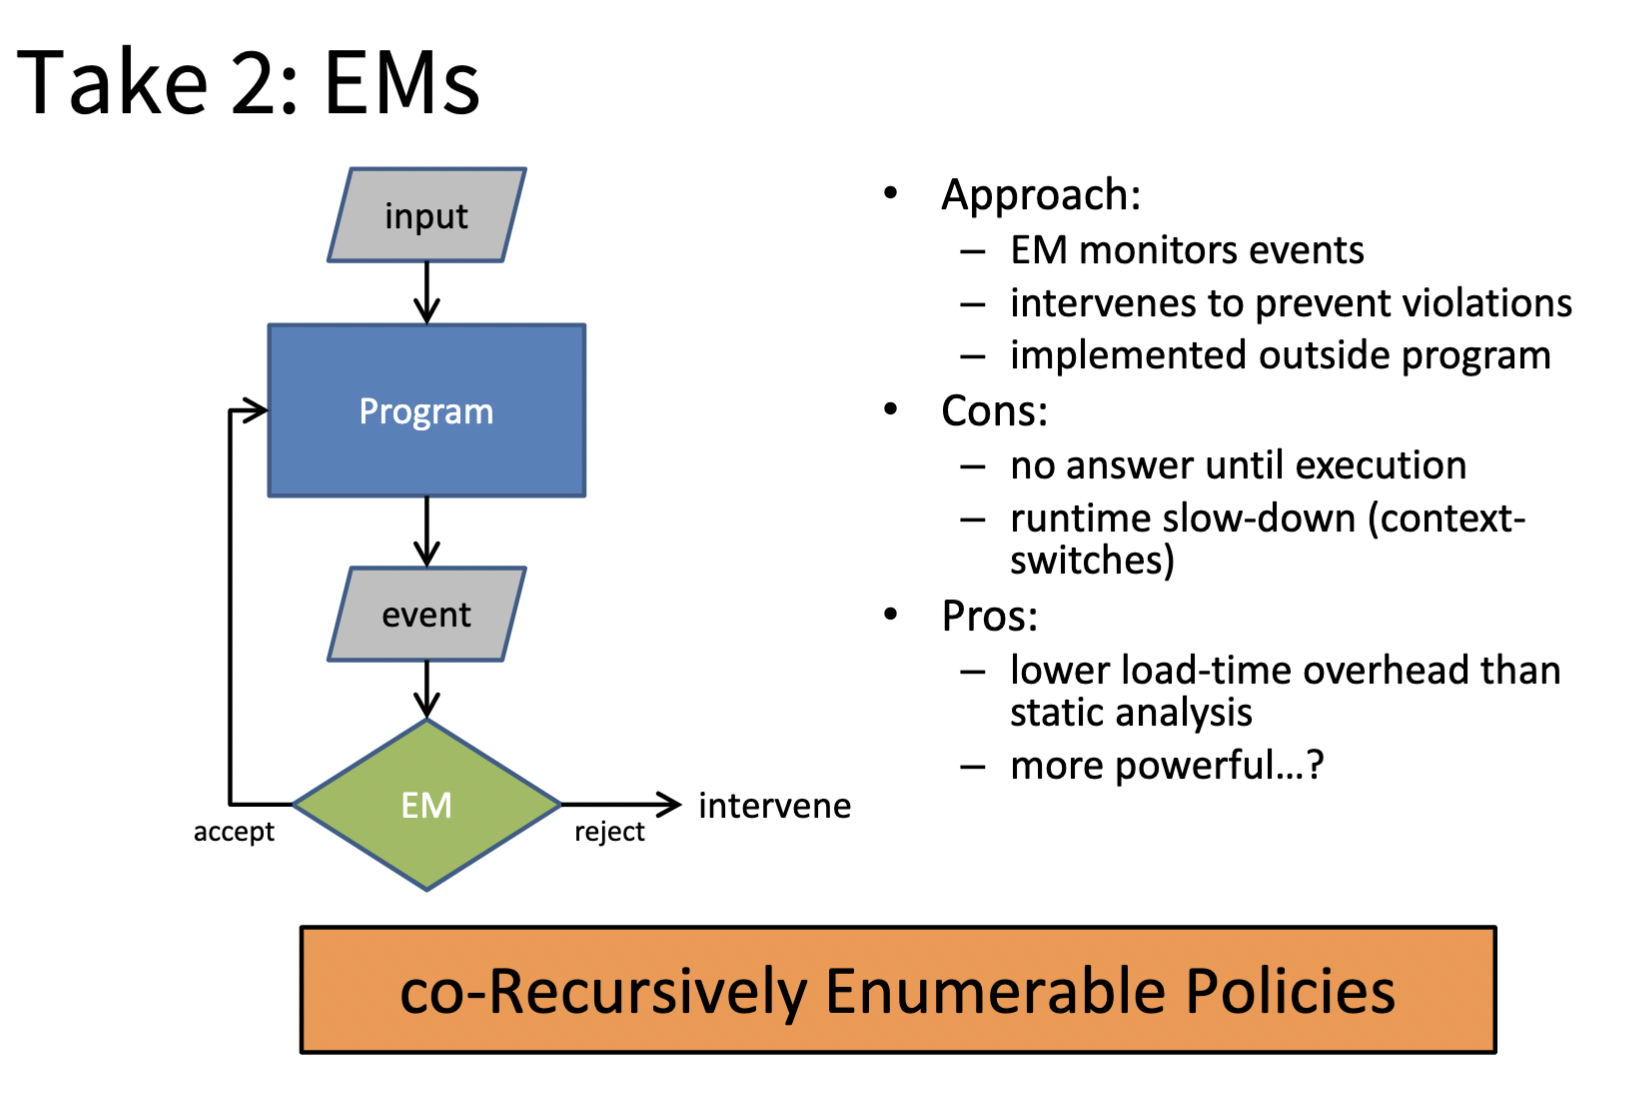 Take 2: EMs
input
Program
event
EM
accept
reject
intervene
• Approach:
– EM monitors events
– intervenes to prevent violations
– implemented outside program
• Cons:
– no answer until execution
– runtime slow-down (context-
switches)
• Pros:
– lower load-time overhead than
static analysis
– more powerful...?
co-Recursively Enumerable Policies